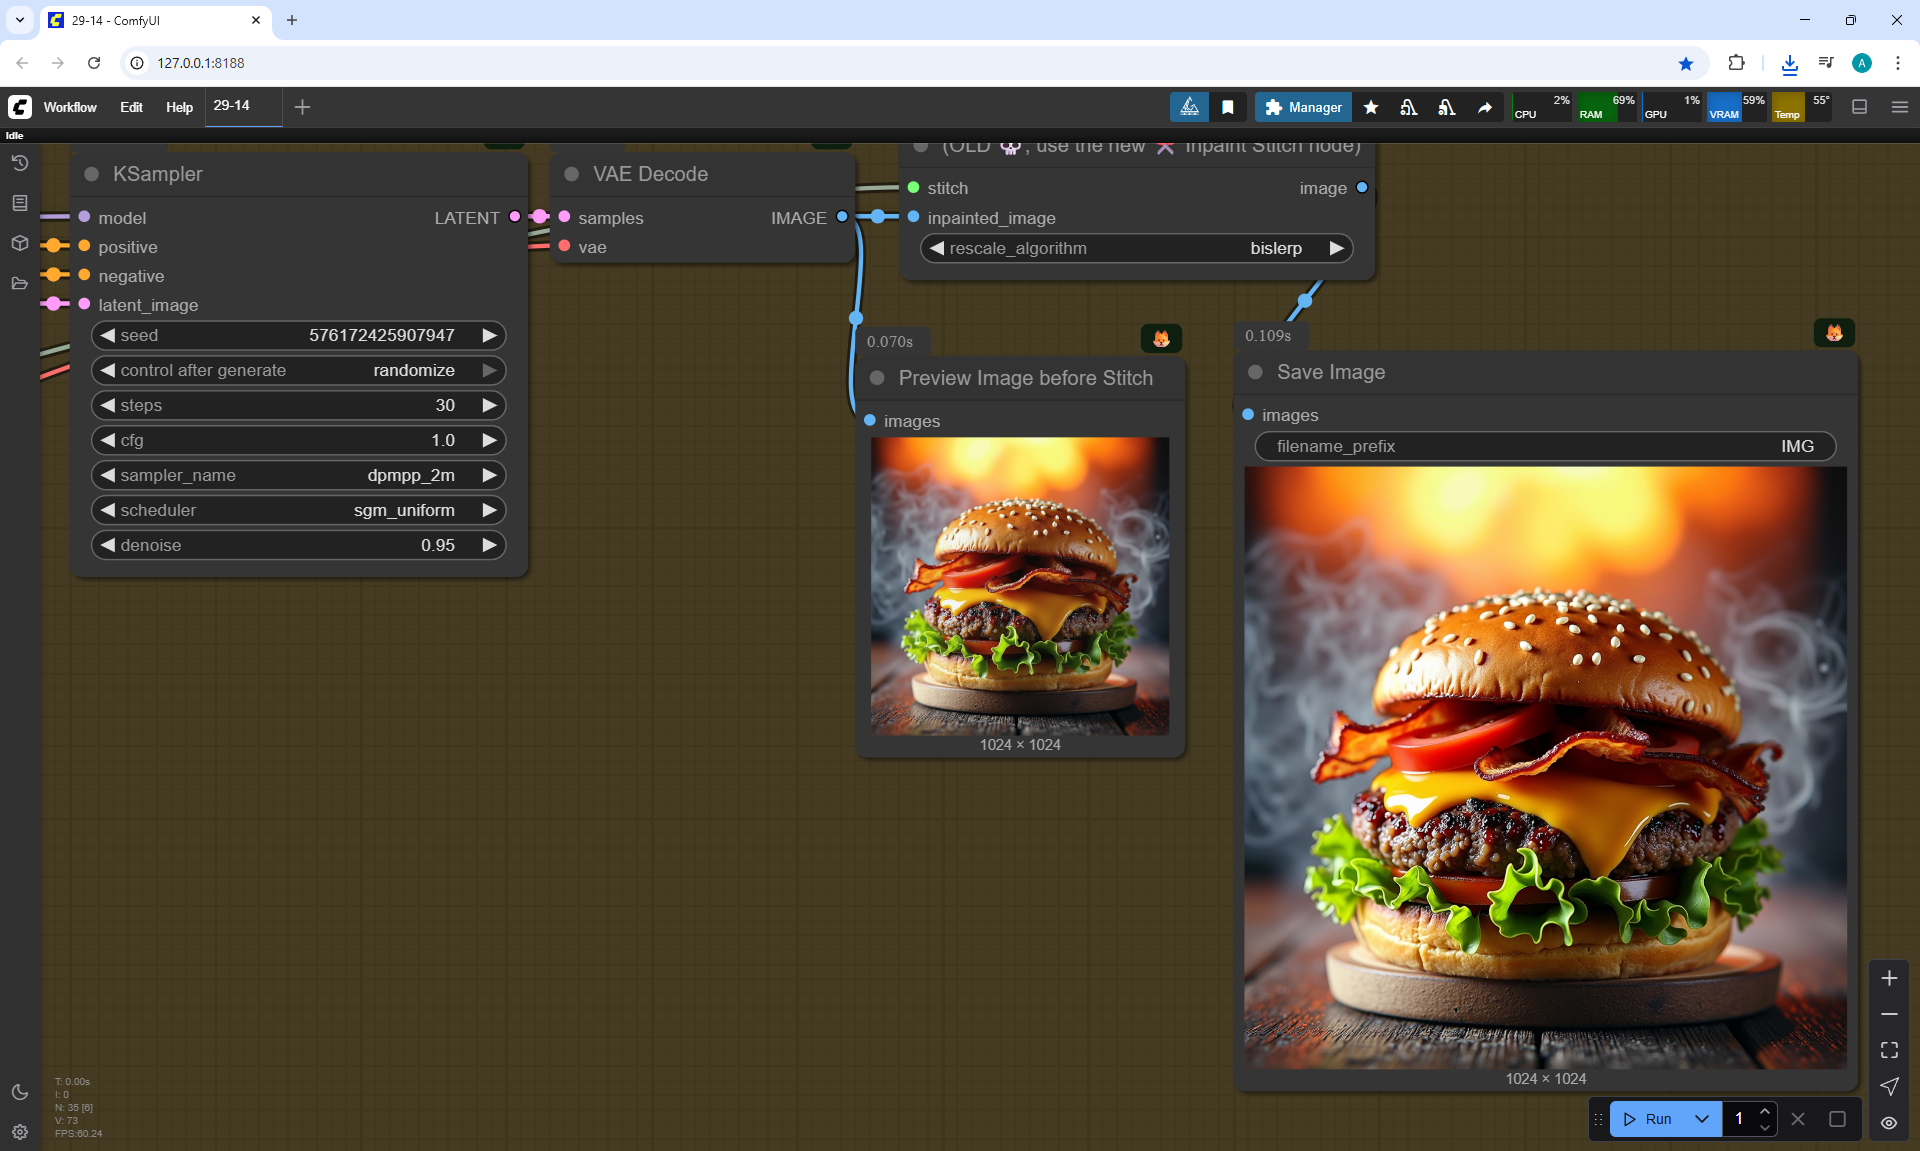 29-14 - ComfyUI
127.0.0.1:8188
A
Workflow Edit Help 29-14
Manager
CPU 2% RAM 69% GPU 1% VRAM 59% Temp 55°
Idle
KSampler
model LATENT
positive
negative
latent_image
seed 576172425907947
control after generate randomize
steps 30
cfg 1.0
sampler_name dpmpp_2m
scheduler sgm_uniform
denoise 0.95
VAE Decode
samples IMAGE
vae
(OLD 💀, use the new ✂️ Inpaint Stitch node)
stitch image
inpainted_image
rescale_algorithm bislerp
0.070s
Preview Image before Stitch
images
1024 × 1024
0.109s
Save Image
images
filename_prefix IMG
1024 × 1024
T: 0.00s
I: 0
N: 35 [6]
V: 73
FPS:60.24
Run 1